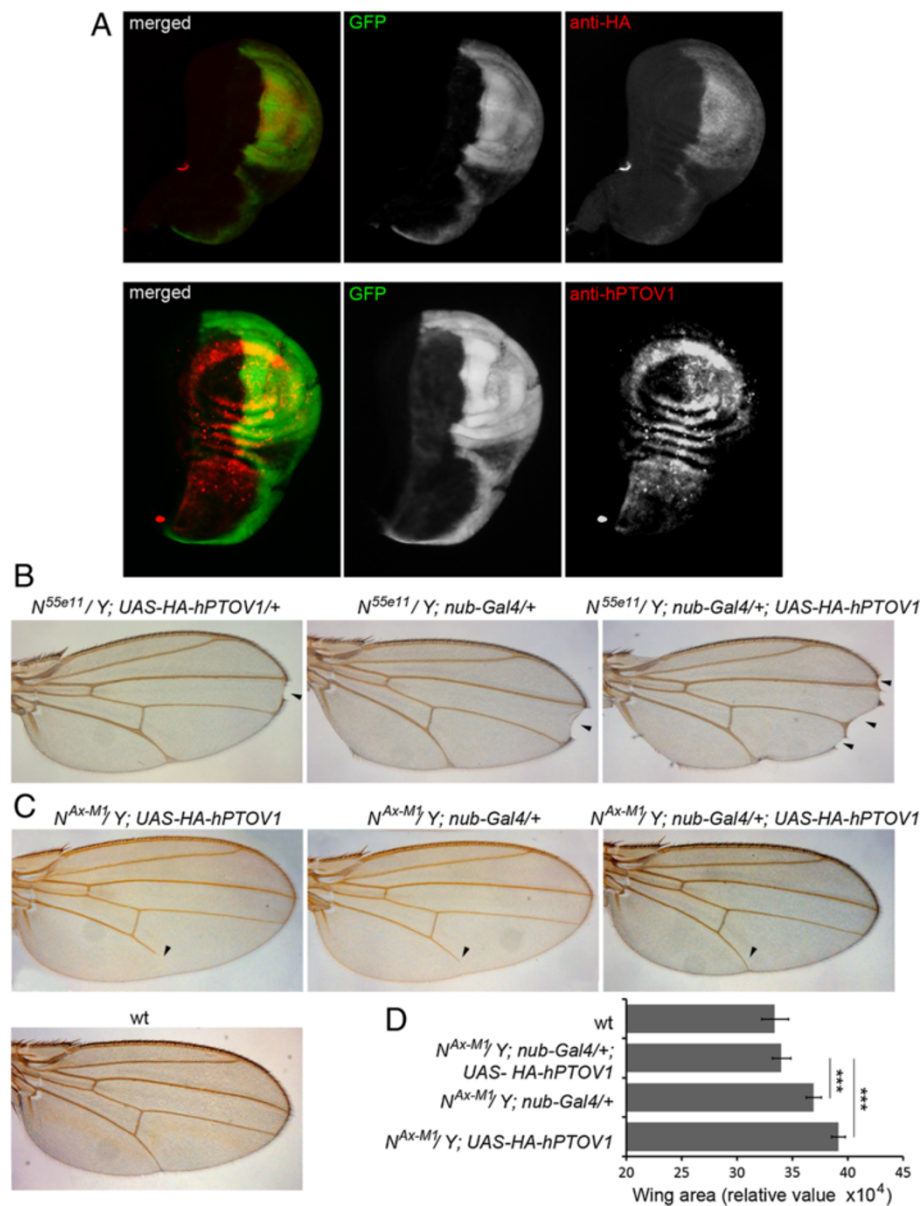 A
merged
GFP
anti-HA
merged
GFP
anti-hPTOV1
B
N55e11/ Y; UAS-HA-hPTOV1/+
N55e11/ Y; nub-Gal4/+
N55e11/ Y; nub-Gal4/+; UAS-HA-hPTOV1
C
NAx-M1/ Y; UAS-HA-hPTOV1
NAx-M1/ Y; nub-Gal4/+
NAx-M1/ Y; nub-Gal4/+; UAS-HA-hPTOV1
wt
D
wt
NAx-M1/ Y; nub-Gal4/+;
UAS- HA-hPTOV1
NAx-M1/ Y; nub-Gal4/+
NAx-M1/ Y; UAS-HA-hPTOV1
***
***
20 30 35 40 45
Wing area (relative value x104)